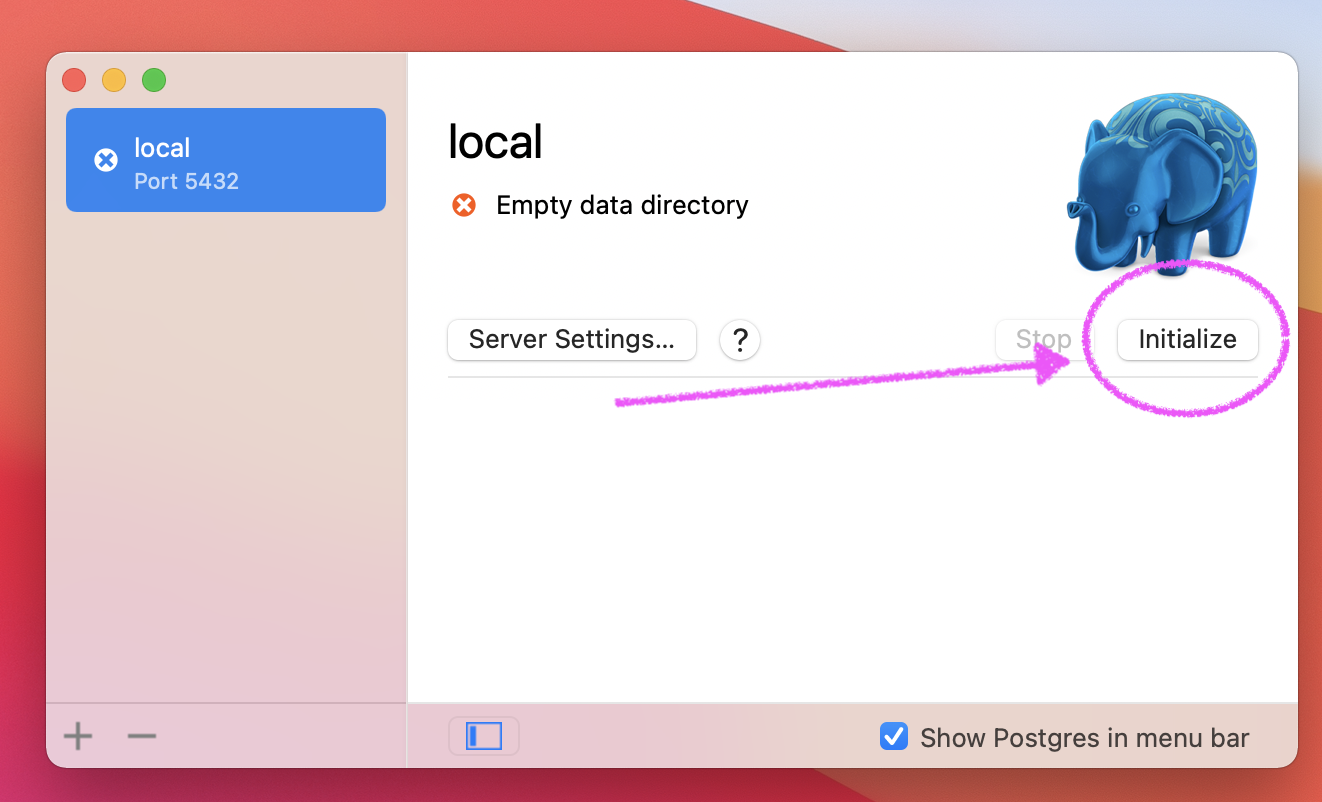 local
Port 5432
local
Empty data directory
Server Settings...
?
Stop
Initialize
Show Postgres in menu bar